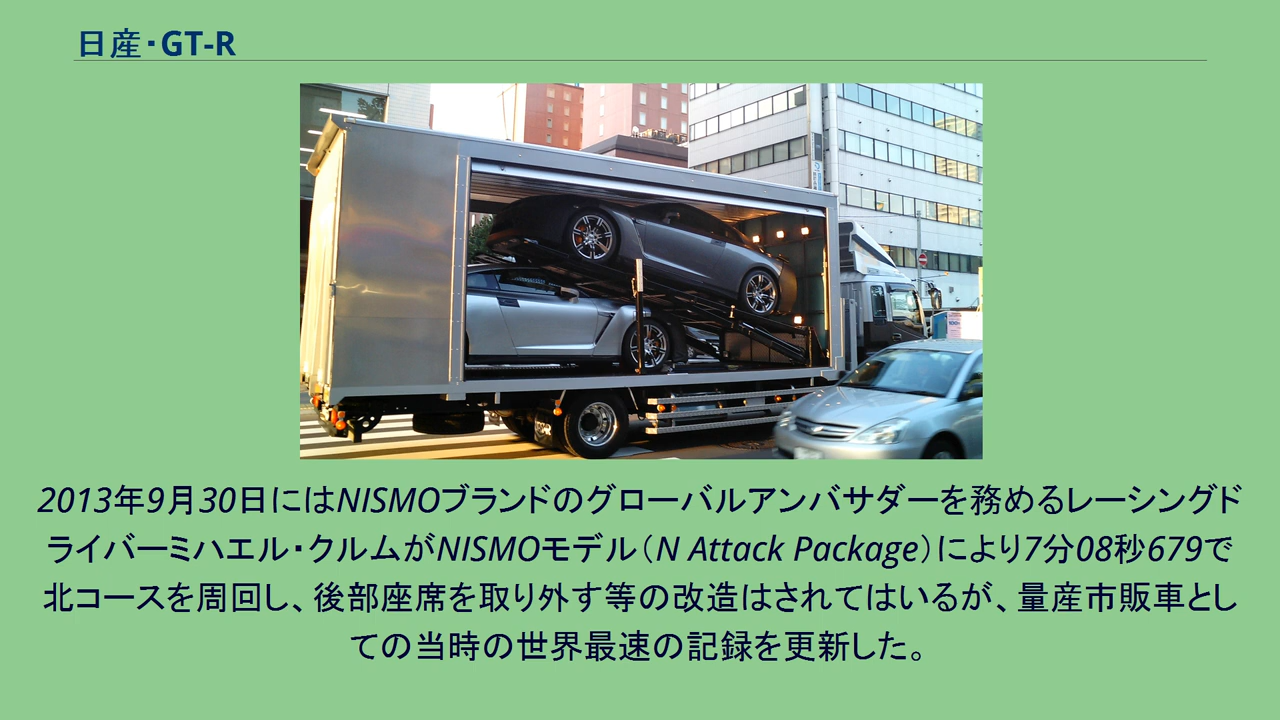 日産・GT-R
2013年9月30日にはNISMOブランドのグローバルアンバサダーを務めるレーシングド
ライバーミハエル・クルムがNISMOモデル（N Attack Package）により7分08秒679で
北コースを周回し、後部座席を取り外す等の改造はされてはいるが、量産市販車とし
ての当時の世界最速の記録を更新した。